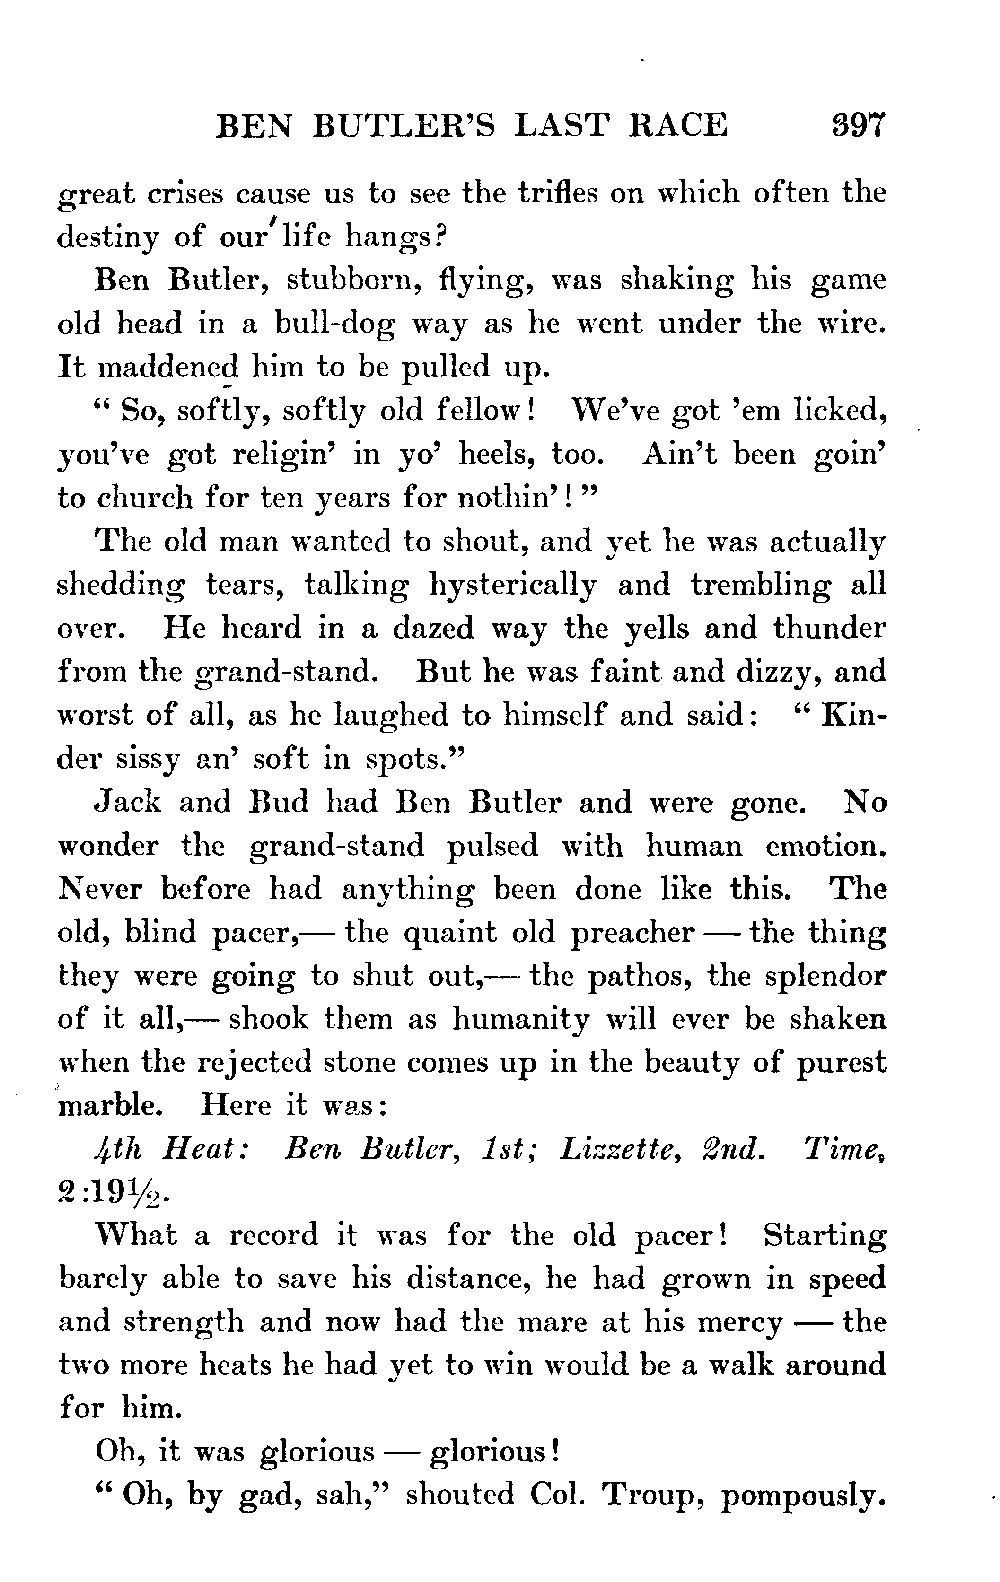 BEN BUTLER'S LAST RACE 397
great crises cause us to see the trifles on which often the
destiny of our life hangs?
Ben Butler, stubborn, flying, was shaking his game
old head in a bull-dog way as he went under the wire.
It maddened him to be pulled up.
“ So, softly, softly old fellow! We've got 'em licked,
you've got religin' in yo' heels, too. Ain't been goin'
to church for ten years for nothin'! ”
The old man wanted to shout, and yet he was actually
shedding tears, talking hysterically and trembling all
over. He heard in a dazed way the yells and thunder
from the grand-stand. But he was faint and dizzy, and
worst of all, as he laughed to himself and said: “ Kin-
der sissy an' soft in spots.”
Jack and Bud had Ben Butler and were gone. No
wonder the grand-stand pulsed with human emotion.
Never before had anything been done like this. The
old, blind pacer,— the quaint old preacher — the thing
they were going to shut out,— the pathos, the splendor
of it all,— shook them as humanity will ever be shaken
when the rejected stone comes up in the beauty of purest
marble. Here it was:
4th Heat: Ben Butler, 1st; Lizzette, 2nd. Time,
2:19½.
What a record it was for the old pacer! Starting
barely able to save his distance, he had grown in speed
and strength and now had the mare at his mercy — the
two more heats he had yet to win would be a walk around
for him.
Oh, it was glorious — glorious!
“ Oh, by gad, sah,” shouted Col. Troup, pompously.